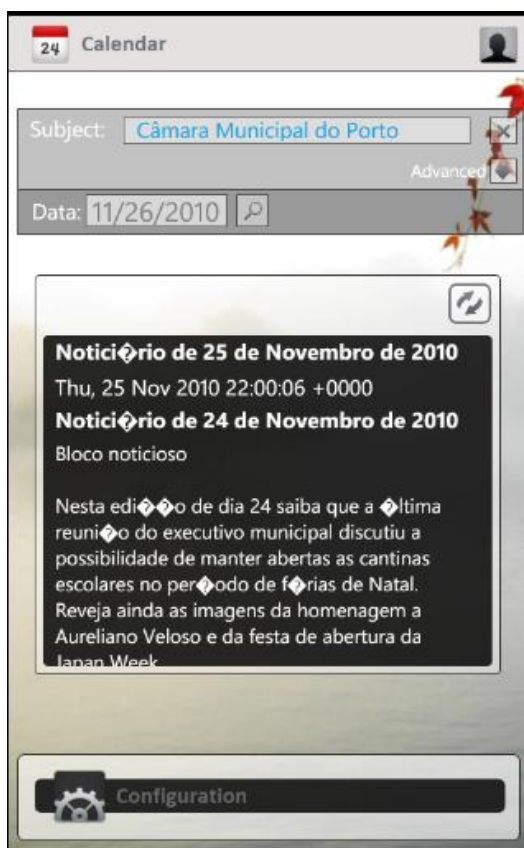 24 Calendar
Subject: Câmara Municipal do Porto
Advanced
Data: 11/26/2010
Notici�rio de 25 de Novembro de 2010
Thu, 25 Nov 2010 22:00:06 +0000
Notici�rio de 24 de Novembro de 2010
Bloco noticioso
Nesta edi��o de dia 24 saiba que a �ltima
reuni�o do executivo municipal discutiu a
possibilidade de manter abertas as cantinas
escolares no per�odo de f�rias de Natal.
Reveja ainda as imagens da homenagem a
Aureliano Veloso e da festa de abertura da
Japan Week
Configuration